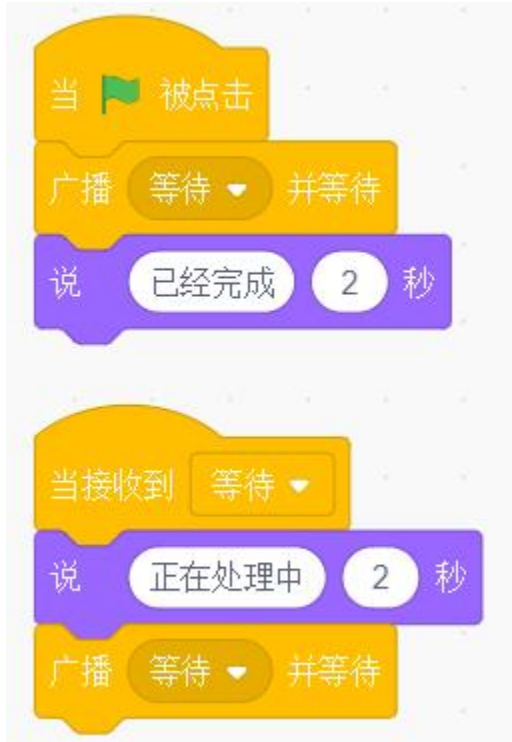 当 被点击
广播 等待 并等待
说 已经完成 2 秒
当接收到 等待
说 正在处理中 2 秒
广播 等待 并等待